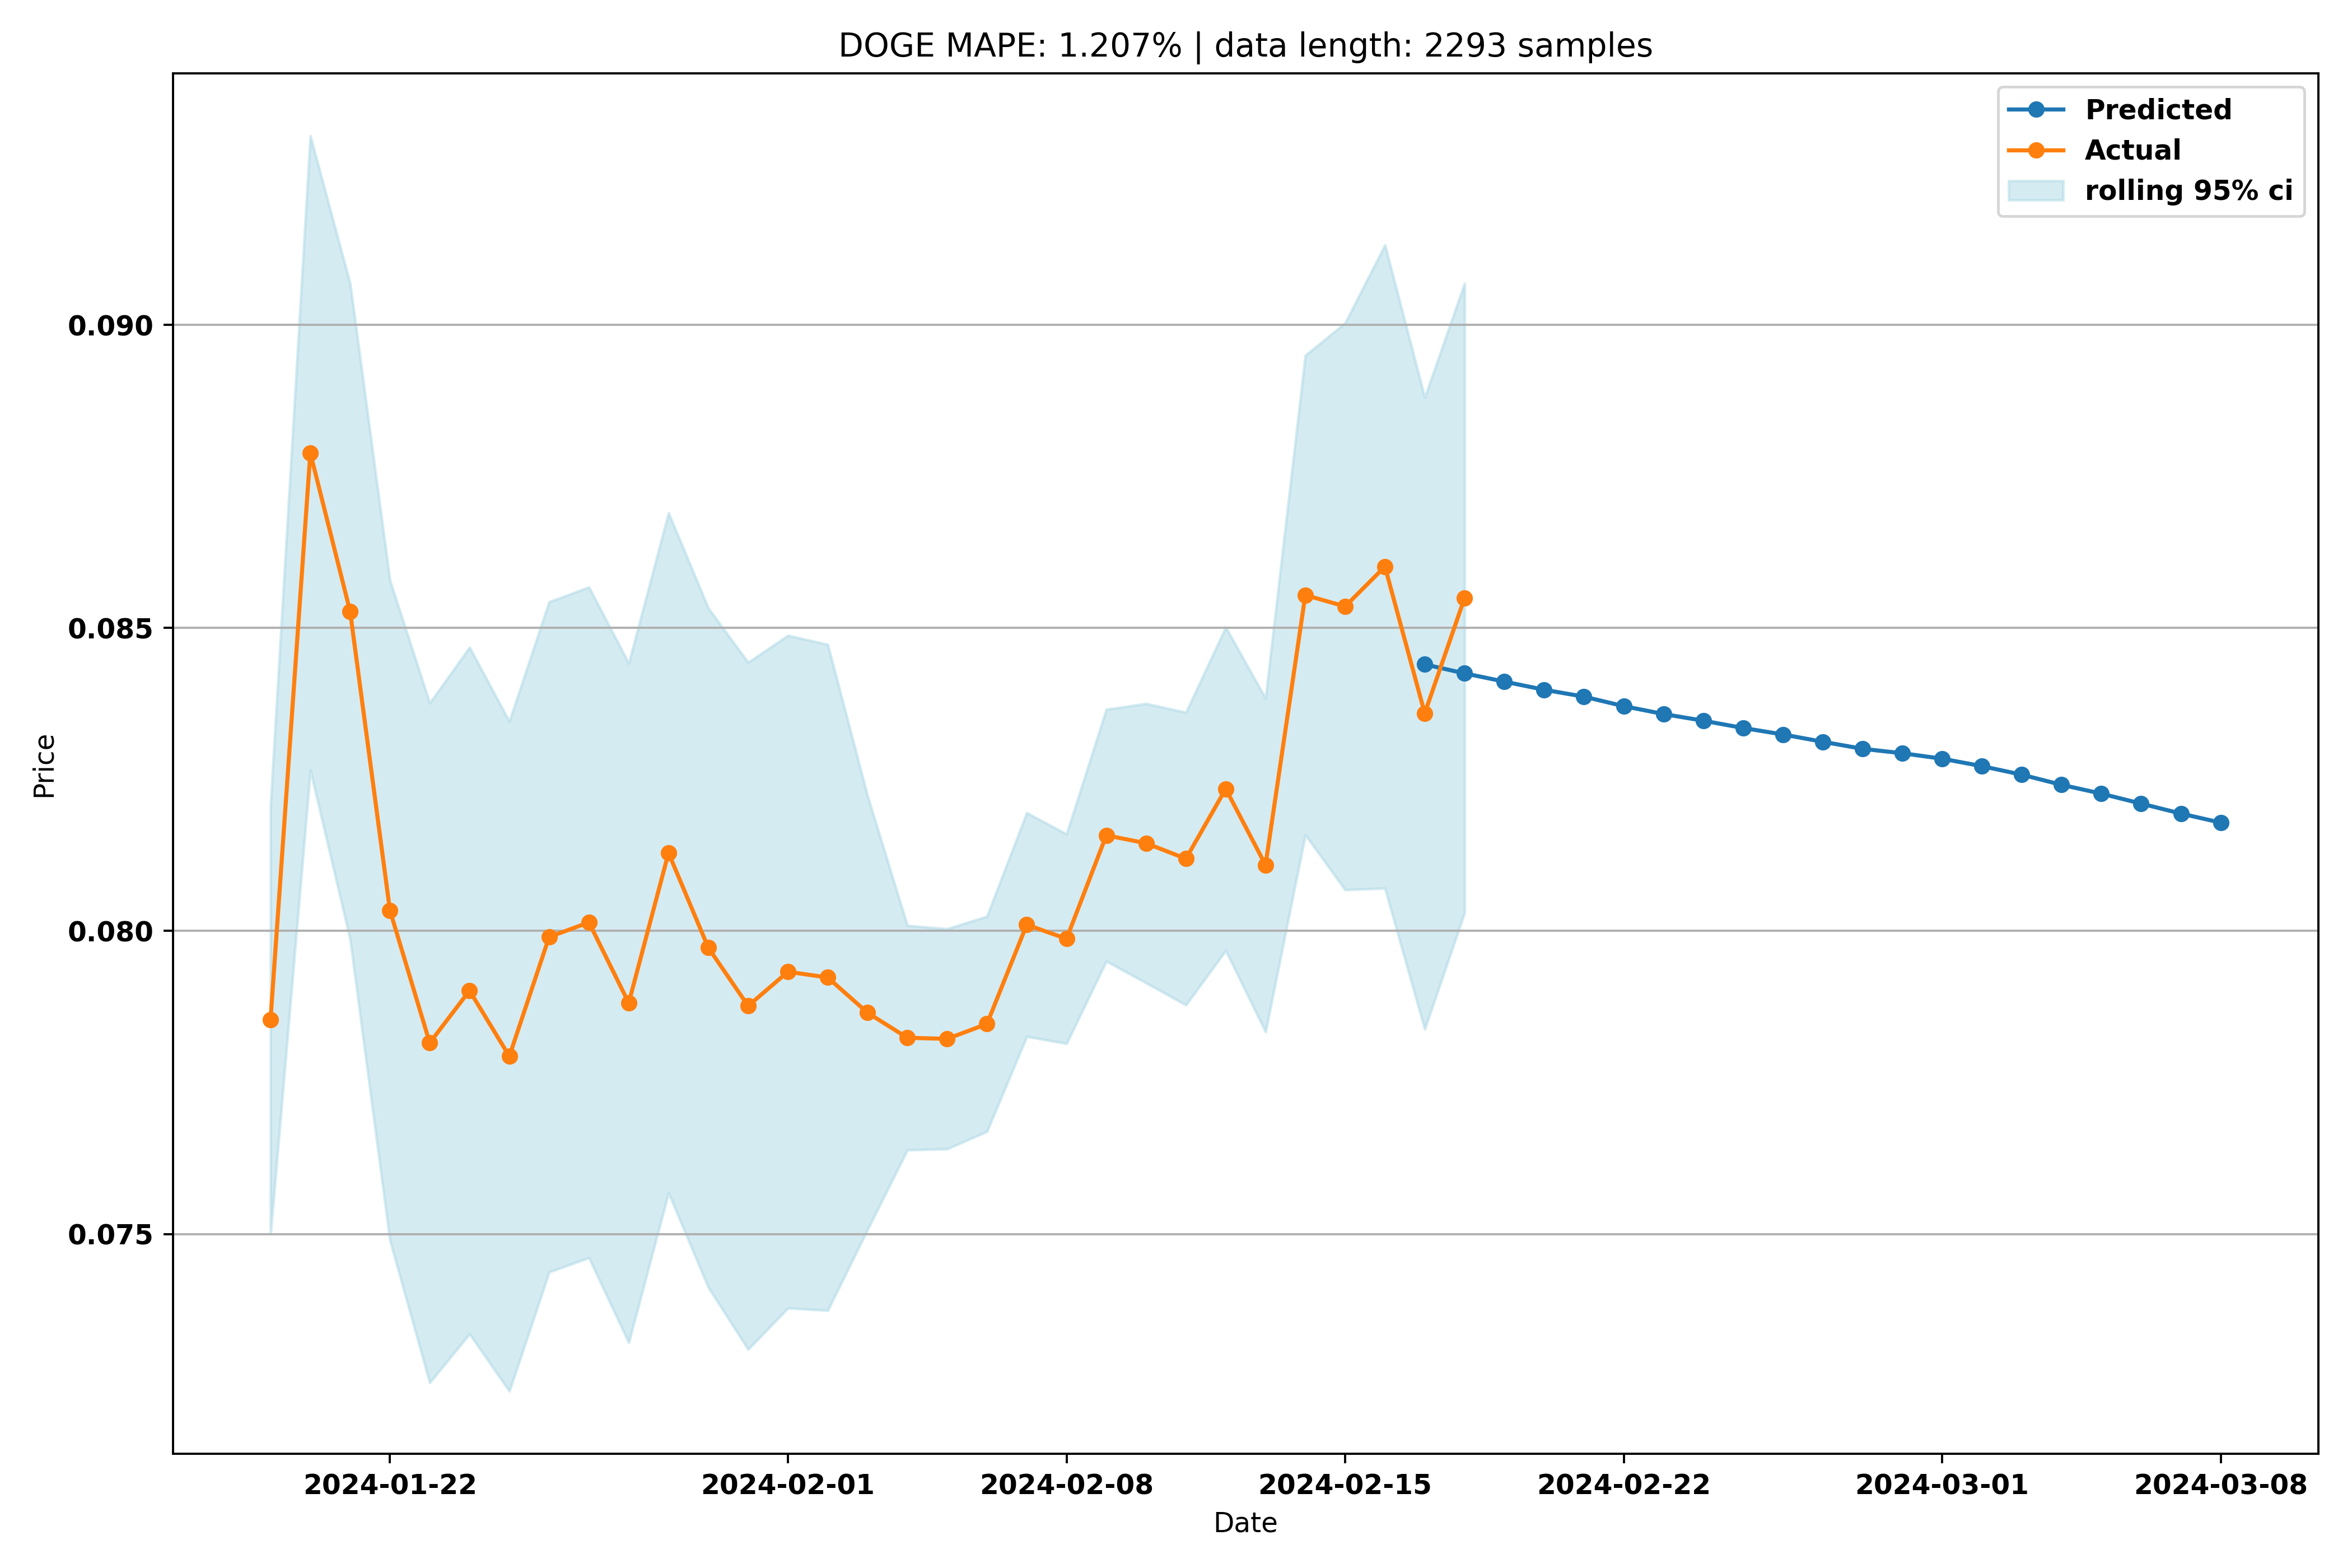 DOGE MAPE: 1.207% | data length: 2293 samples
Predicted
Actual
rolling 95% ci
0.090
0.085
0.080
0.075
Price
2024-01-22 2024-02-01 2024-02-08 2024-02-15 2024-02-22 2024-03-01 2024-03-08
Date